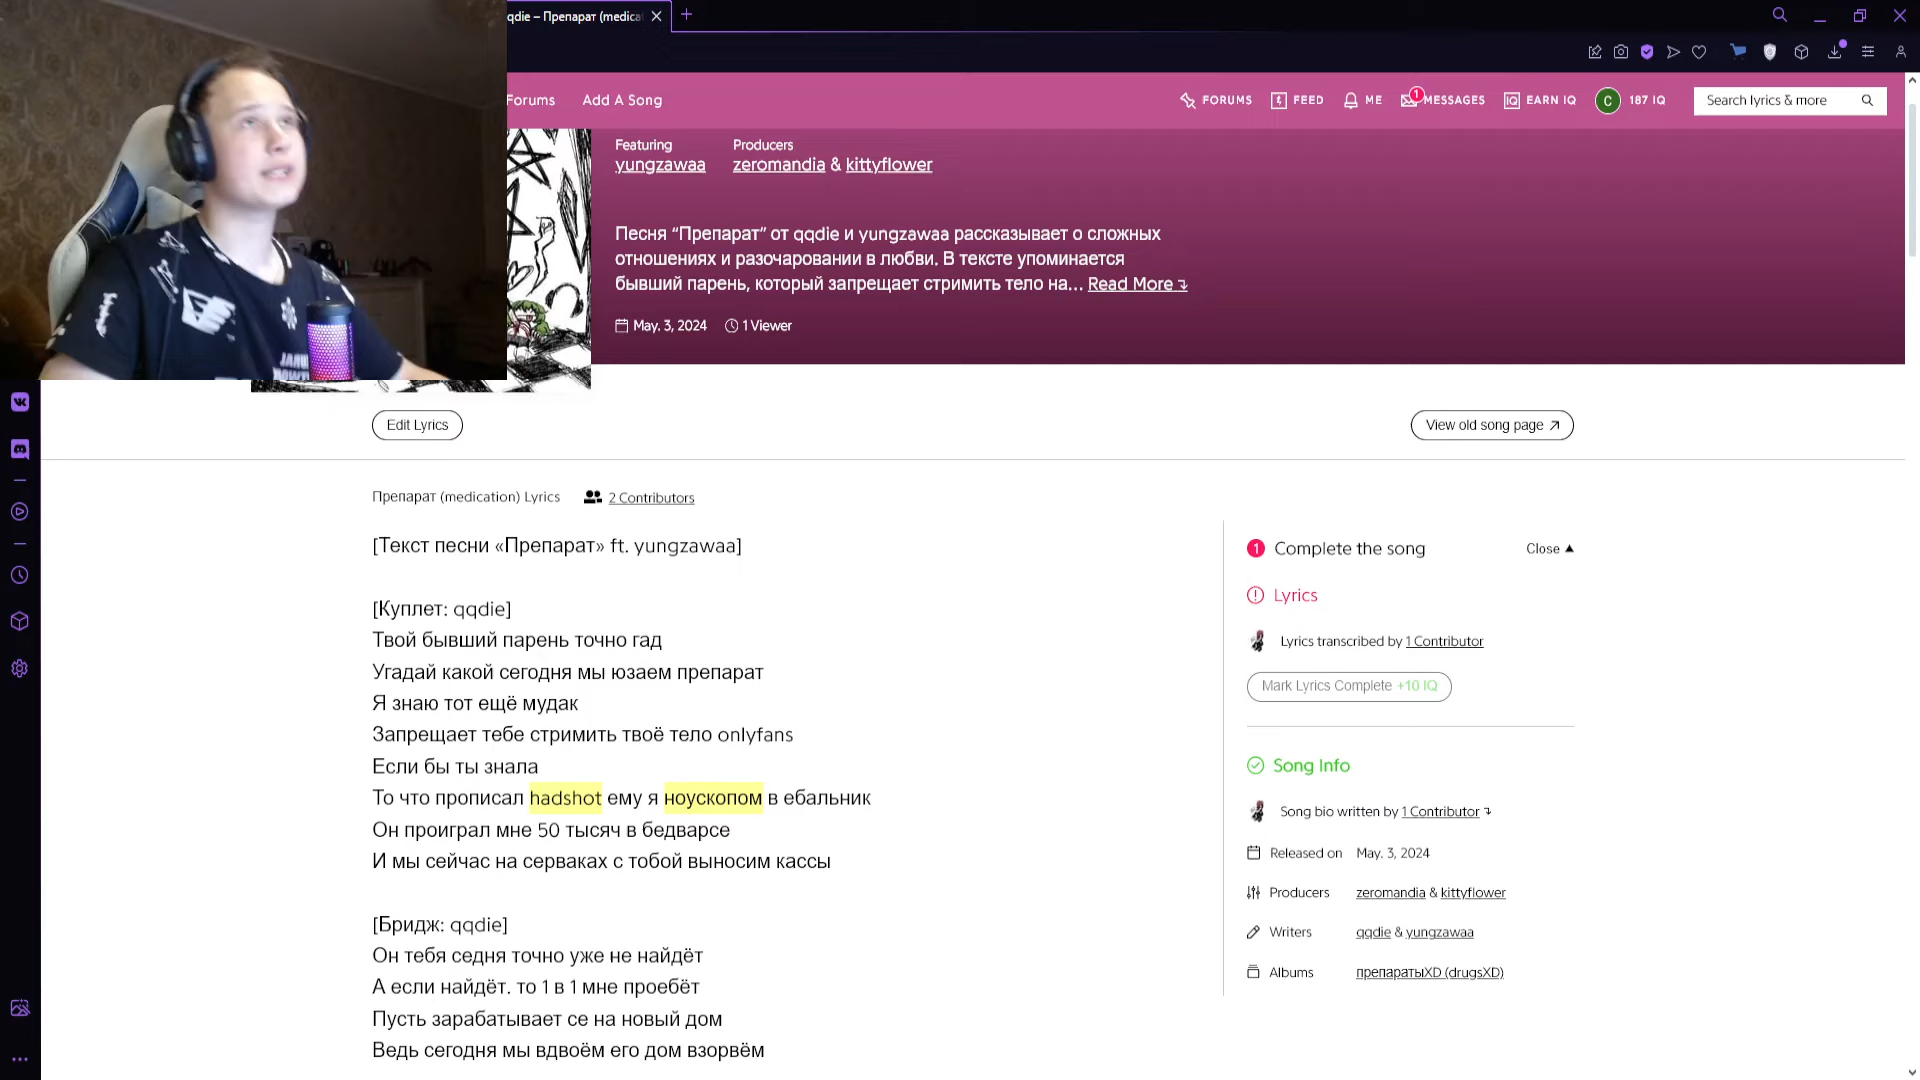 qqdie – Препарат (medica
Forums Add A Song FORUMS FEED ME 1 MESSAGES IQ EARN IQ C 187 IQ Search lyrics & more
Featuring Producers
yungzawaa zeromandia & kittyflower
Песня “Препарат” от qqdie и yungzawaa рассказывает о сложных
отношениях и разочаровании в любви. В тексте упоминается
бывший парень, который запрещает стримить тело на... Read More
May. 3, 2024 1 Viewer
Edit Lyrics View old song page
Препарат (medication) Lyrics 2 Contributors
[Текст песни «Препарат» ft. yungzawaa]
[Куплет: qqdie]
Твой бывший парень точно гад
Угадай какой сегодня мы юзаем препарат
Я знаю тот ещё мудак
Запрещает тебе стримить твоё тело onlyfans
Если бы ты знала
То что прописал hadshot ему я ноускопом в ебальник
Он проиграл мне 50 тысяч в бедварсе
И мы сейчас на серваках с тобой выносим кассы
[Бридж: qqdie]
Он тебя седня точно уже не найдёт
А если найдёт. то 1 в 1 мне проебёт
Пусть зарабатывает се на новый дом
Ведь сегодня мы вдвоём его дом взорвём
1 Complete the song Close
Lyrics
Lyrics transcribed by 1 Contributor
Mark Lyrics Complete +10 IQ
Song Info
Song bio written by 1 Contributor
Released on May. 3, 2024
Producers zeromandia & kittyflower
Writers qqdie & yungzawaa
Albums препаратыXD (drugsXD)